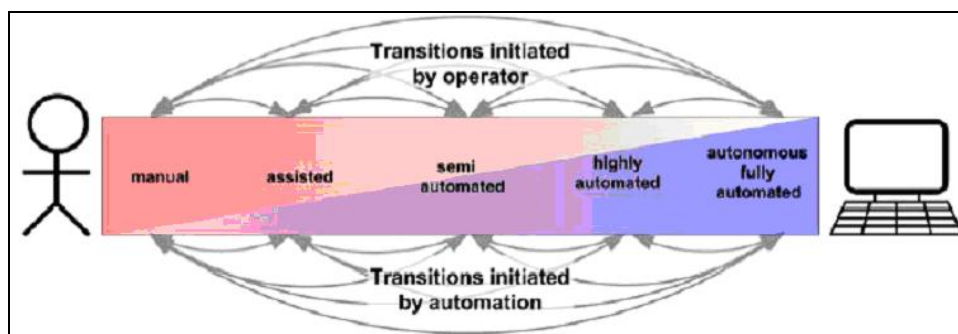 Transitions initiated
by operator
manual
assisted
semi
automated
highly
automated
autonomous
fully
automated
Transitions initiated
by automation